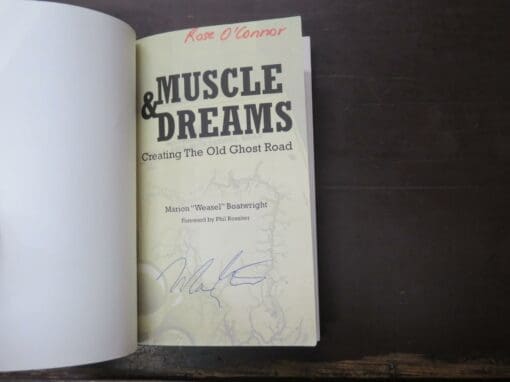 Rose O'Connor
MUSCLE
& DREAMS
Creating The Old Ghost Road
Marion "Weasel" Boatwright
Foreword by Phil Rossiter